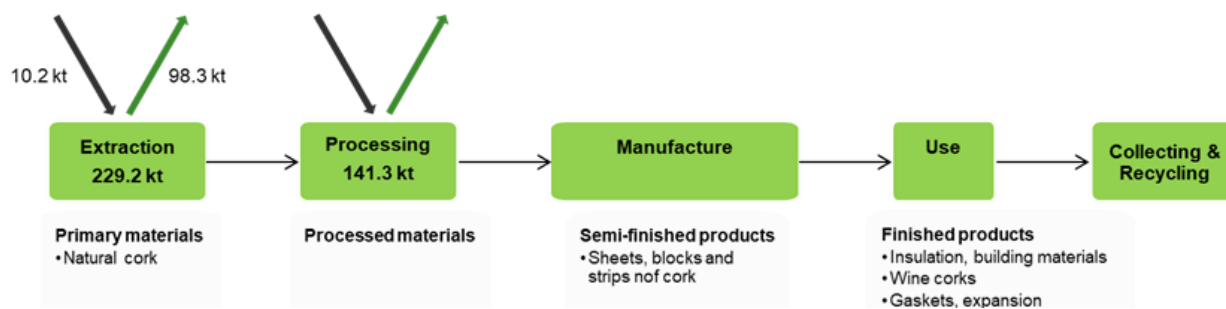 10.2 kt
98.3 kt
Extraction
229.2 kt
Processing
141.3 kt
Manufacture
Use
Collecting &
Recycling
Primary materials
•Natural cork
Processed materials
Semi-finished products
•Sheets, blocks and
strips nof cork
Finished products
•Insulation, building materials
•Wine corks
•Gaskets, expansion